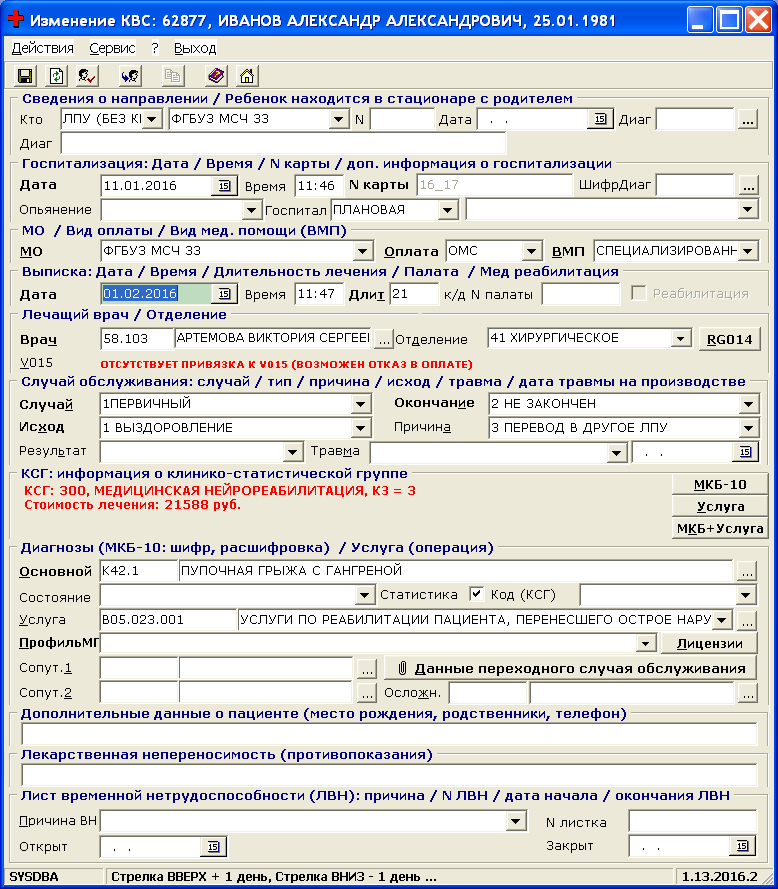 Изменение КВС: 62877, ИВАНОВ АЛЕКСАНДР АЛЕКСАНДРОВИЧ, 25.01.1981
Действия Сервис ? Выход
Сведения о направлении / Ребенок находится в стационаре с родителем
Кто ЛПУ (БЕЗ КІ ФГБУЗ МСЧ 33 N Дата . . 15 Диаг ...
Диаг
Госпитализация: Дата / Время / N карты / доп. информация о госпитализации
Дата 11.01.2016 15 Время 11:46 N карты 16_17 ШифрДиаг ...
Опьянение Госпитал ПЛАНОВАЯ
МО / Вид оплаты / Вид мед. помощи (ВМП)
МО ФГБУЗ МСЧ 33 Оплата ОМС ВМП СПЕЦИАЛИЗИРОВАНН
Выписка: Дата / Время / Длительность лечения / Палата / Мед реабилитация
Дата 01.02.2016 15 Время 11:47 Длит 21 к/д N палаты Реабилитация
Лечащий врач / Отделение
Врач 58.103 АРТЕМОВА ВИКТОРИЯ СЕРГЕЕІ ... Отделение 41 ХИРУРГИЧЕСКОЕ RG014
V015 ОТСУТСТВУЕТ ПРИВЯЗКА К V015 (ВОЗМОЖЕН ОТКАЗ В ОПЛАТЕ)
Случай обслуживания: случай / тип / причина / исход / травма / дата травмы на производстве
Случай 1ПЕРВИЧНЫЙ Окончание 2 НЕ ЗАКОНЧЕН
Исход 1 ВЫЗДОРОВЛЕНИЕ Причина 3 ПЕРЕВОД В ДРУГОЕ ЛПУ
Результат Травма . . 15
КСГ: информация о клинико-статистической группе
КСГ: 300, МЕДИЦИНСКАЯ НЕЙРОРЕАБИЛИТАЦИЯ, КЗ = 3
Стоимость лечения: 21588 руб.
МКБ-10
Услуга
МКБ+Услуга
Диагнозы (МКБ-10: шифр, расшифровка) / Услуга (операция)
Основной K42.1 ПУПОЧНАЯ ГРЫЖА С ГАНГРЕНОЙ ...
Состояние Статистика Код (КСГ)
Услуга B05.023.001 УСЛУГИ ПО РЕАБИЛИТАЦИИ ПАЦИЕНТА, ПЕРЕНЕСШЕГО ОСТРОЕ НАРУ ...
ПрофильМП Лицензии
Сопут.1 ... Данные переходного случая обслуживания
Сопут.2 ... Осложн. ...
Дополнительные данные о пациенте (место рождения, родственники, телефон)
Лекарственная непереносимость (противопоказания)
Лист временной нетрудоспособности (ЛВН): причина / N ЛВН / дата начала / окончания ЛВН
Причина ВН N листка
Открыт . . 15 Закрыт . . 15
SYSDBA Стрелка ВВЕРХ + 1 день, Стрелка ВНИЗ - 1 день ... 1.13.2016.2